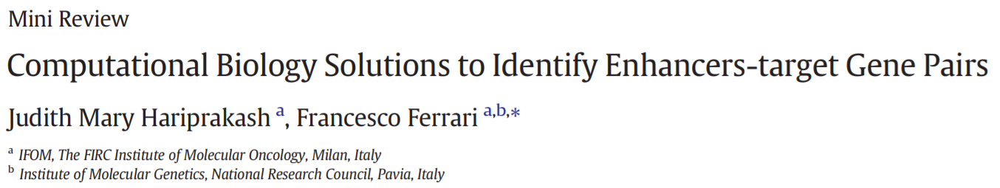 Mini Review
Computational Biology Solutions to Identify Enhancers-target Gene Pairs
Judith Mary Hariprakash a, Francesco Ferrari a,b,*
a IFOM, The FIRC Institute of Molecular Oncology, Milan, Italy
b Institute of Molecular Genetics, National Research Council, Pavia, Italy